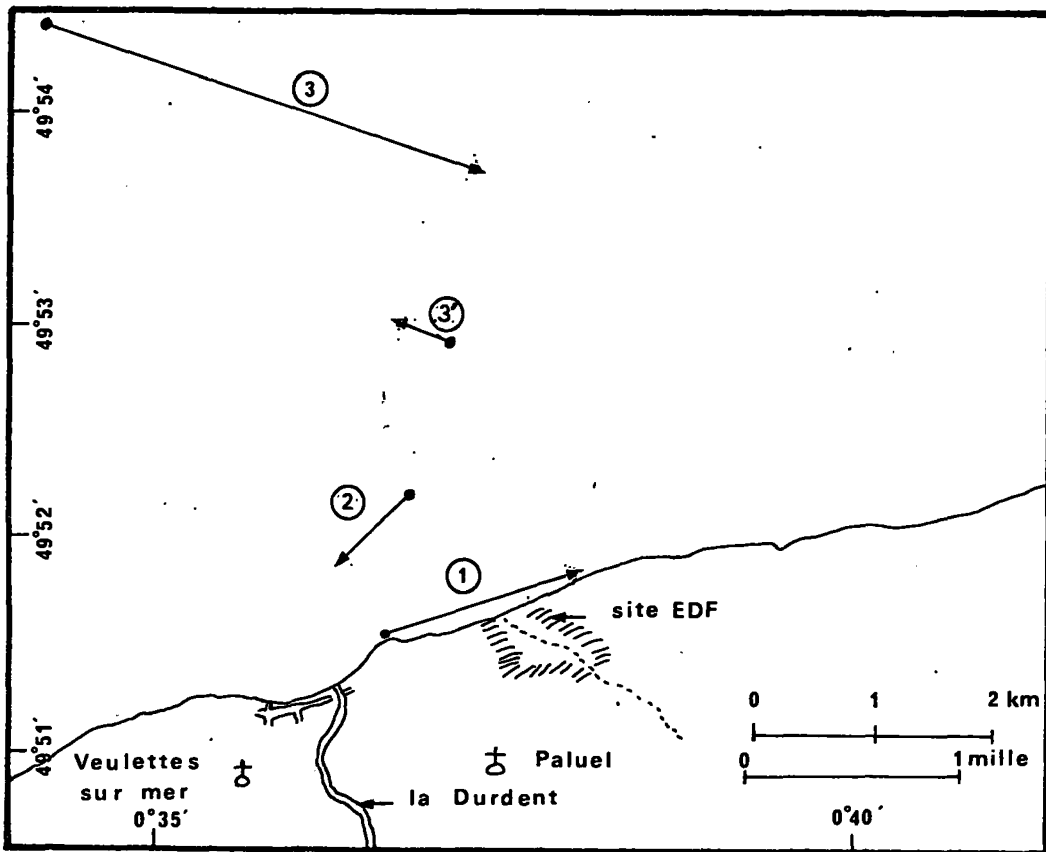 3
49°54′
49°53′
3′
2
49°52′
1
site EDF
0 1 2 km
49°51′
Veulettes
sur mer
Paluel
0 1 mille
la Durdent
0°35′
0°40′